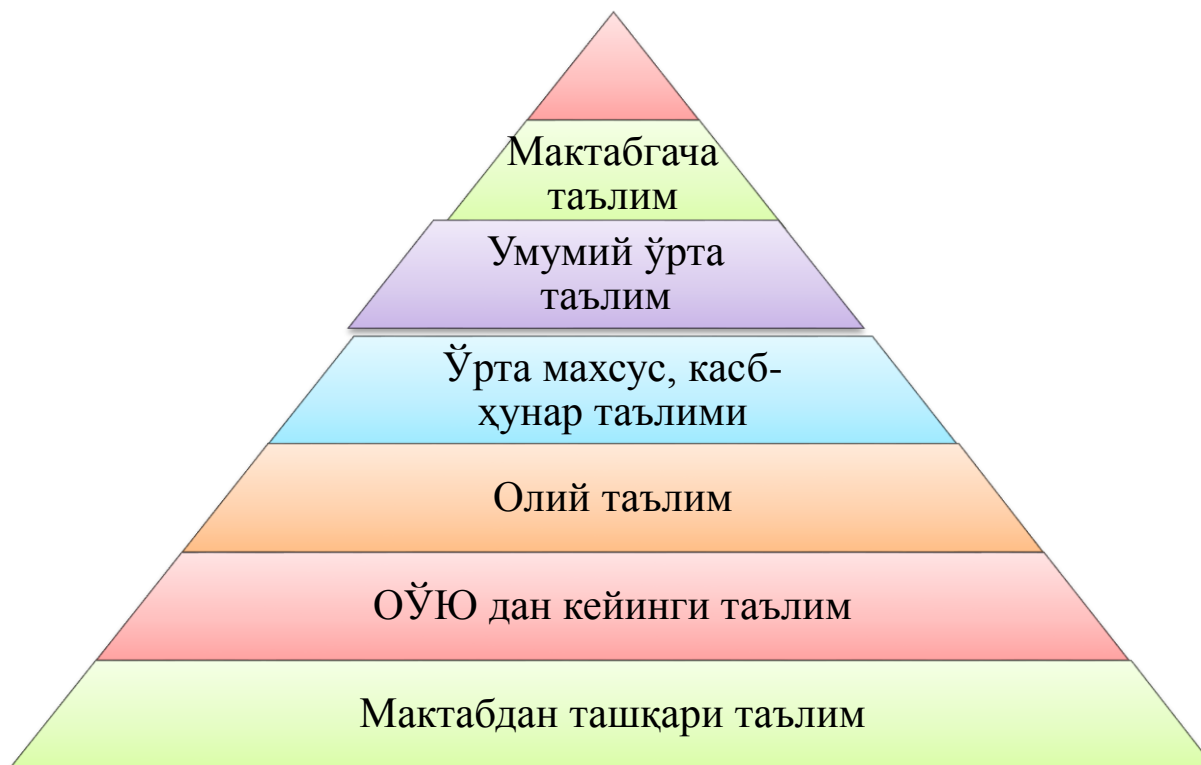 Мактабгача
таълим
Умумий ўрта
таълим
Ўрта махсус, касб-
ҳунар таълими
Олий таълим
ОЎЮ дан кейинги таълим
Мактабдан ташқари таълим